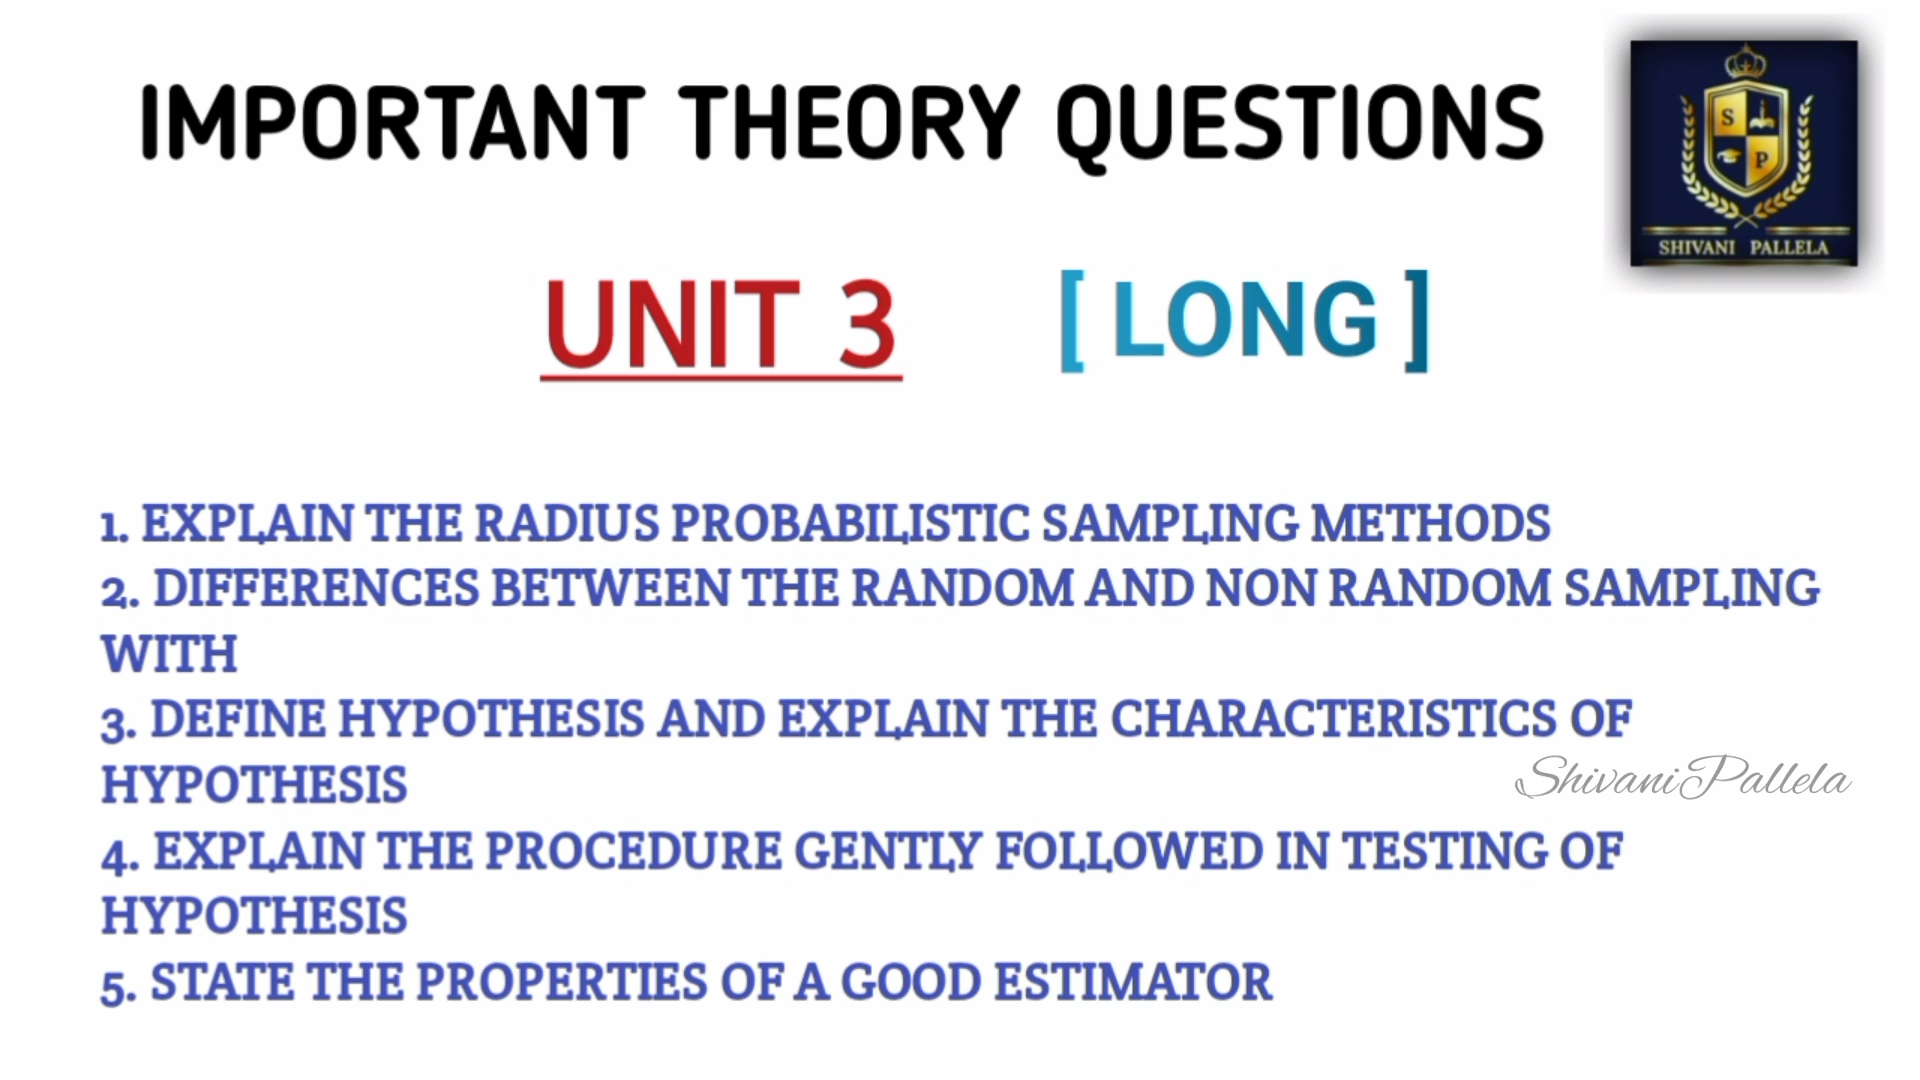 IMPORTANT THEORY QUESTIONS
S
P
SHIVANI PALLELA
UNIT 3 [ LONG ]
1. EXPLAIN THE RADIUS PROBABILISTIC SAMPLING METHODS
2. DIFFERENCES BETWEEN THE RANDOM AND NON RANDOM SAMPLING
WITH
3. DEFINE HYPOTHESIS AND EXPLAIN THE CHARACTERISTICS OF
HYPOTHESIS
Shivani Pallela
4. EXPLAIN THE PROCEDURE GENTLY FOLLOWED IN TESTING OF
HYPOTHESIS
5. STATE THE PROPERTIES OF A GOOD ESTIMATOR